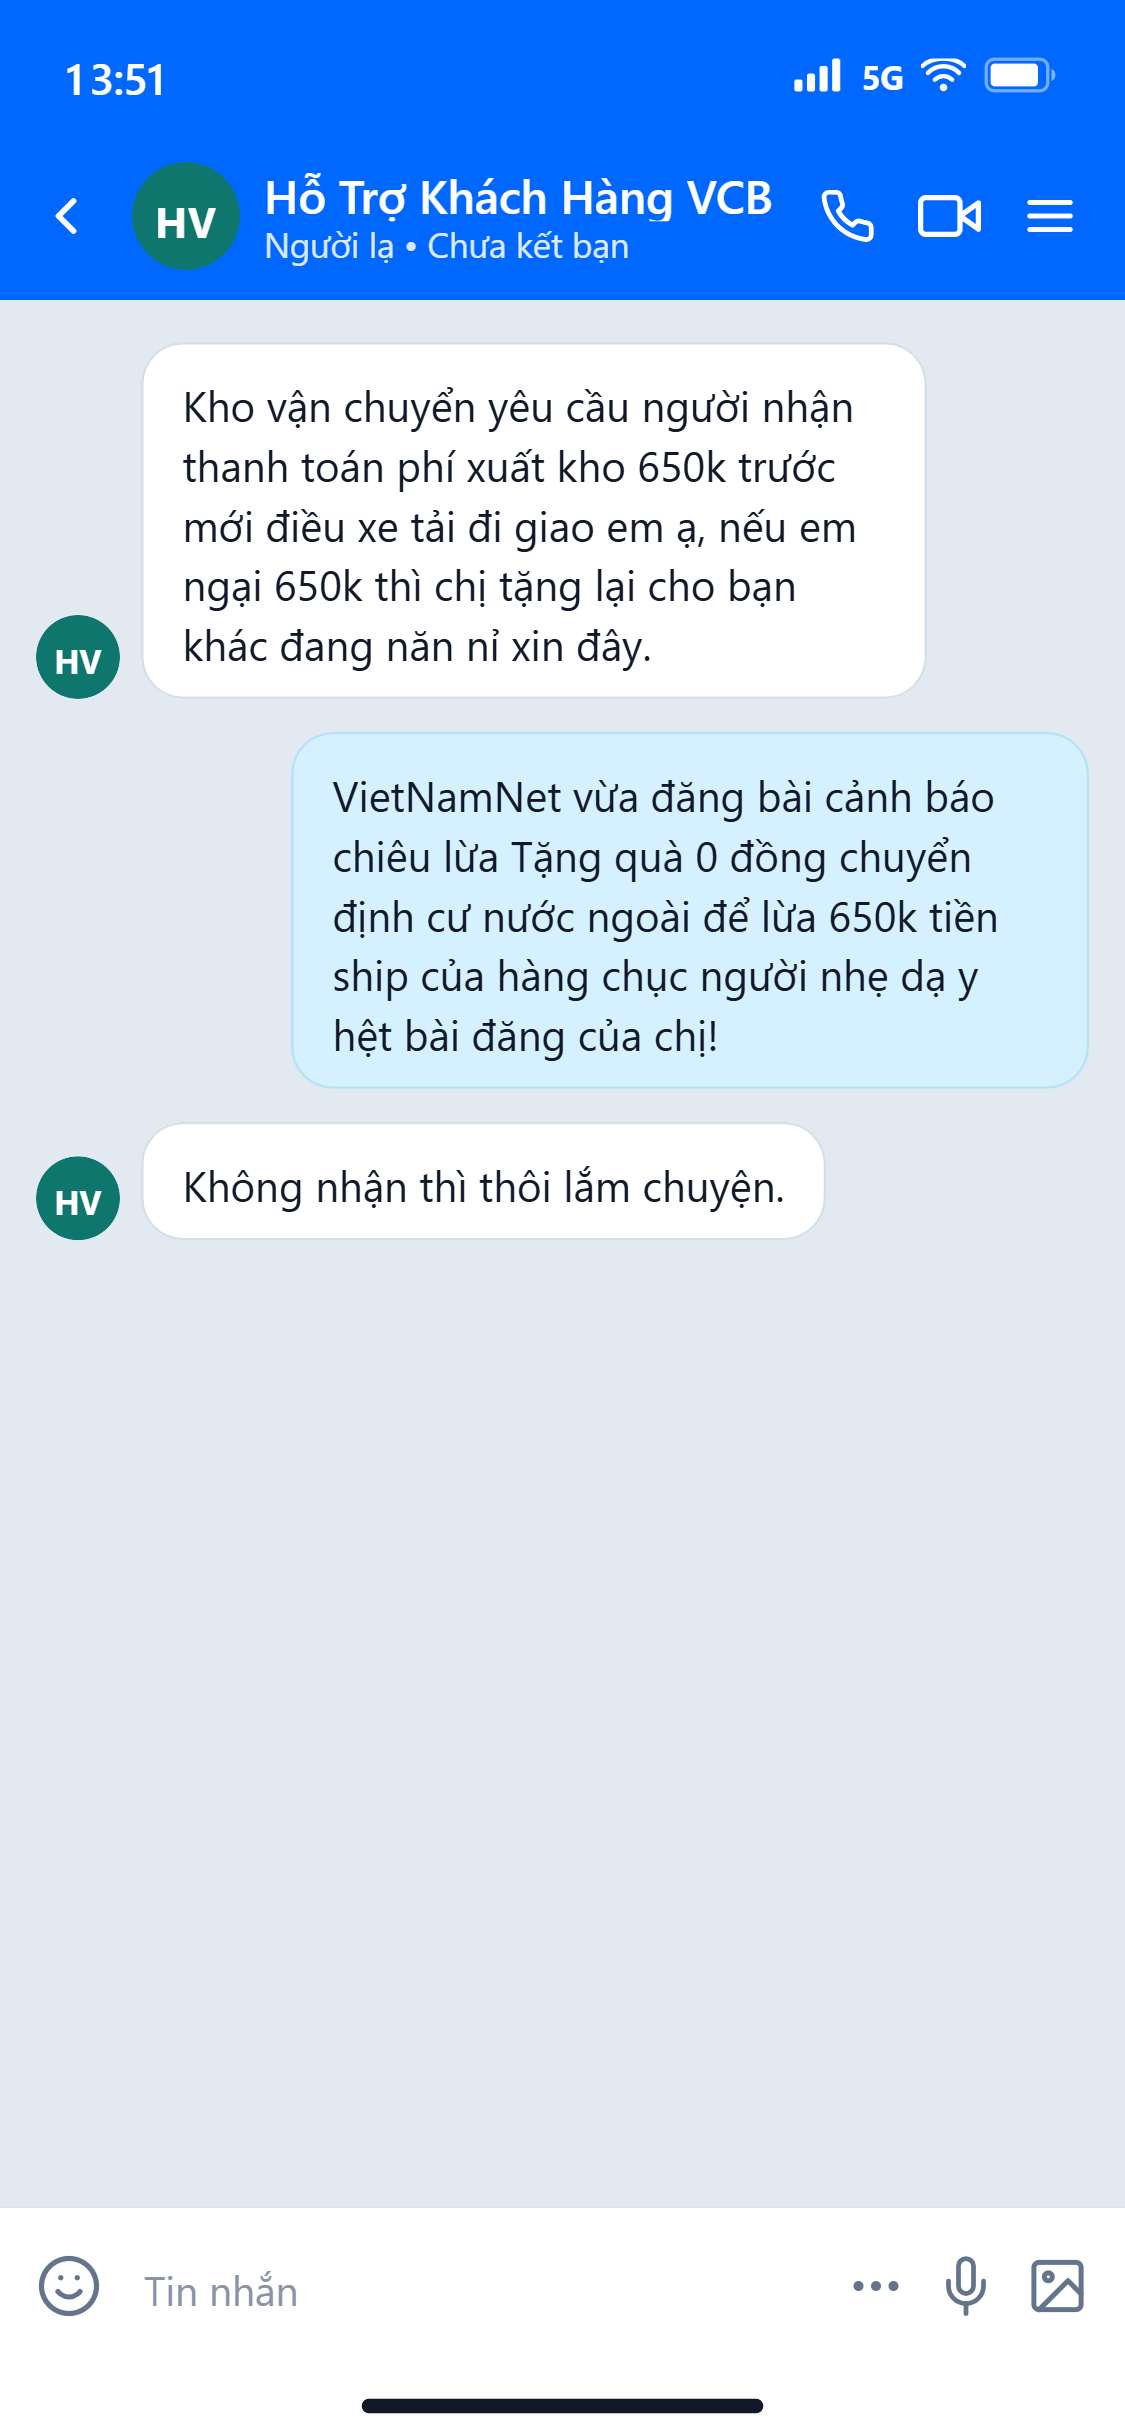 13:51
5G
HV
Hỗ Trợ Khách Hàng VCB
Người lạ • Chưa kết bạn
Kho vận chuyển yêu cầu người nhận
thanh toán phí xuất kho 650k trước
mới điều xe tải đi giao em ạ, nếu em
ngại 650k thì chị tặng lại cho bạn
khác đang năn nỉ xin đây.
HV
VietNamNet vừa đăng bài cảnh báo
chiêu lừa Tặng quà 0 đồng chuyển
định cư nước ngoài để lừa 650k tiền
ship của hàng chục người nhẹ dạ y
hệt bài đăng của chị!
Không nhận thì thôi lắm chuyện.
HV
Tin nhắn